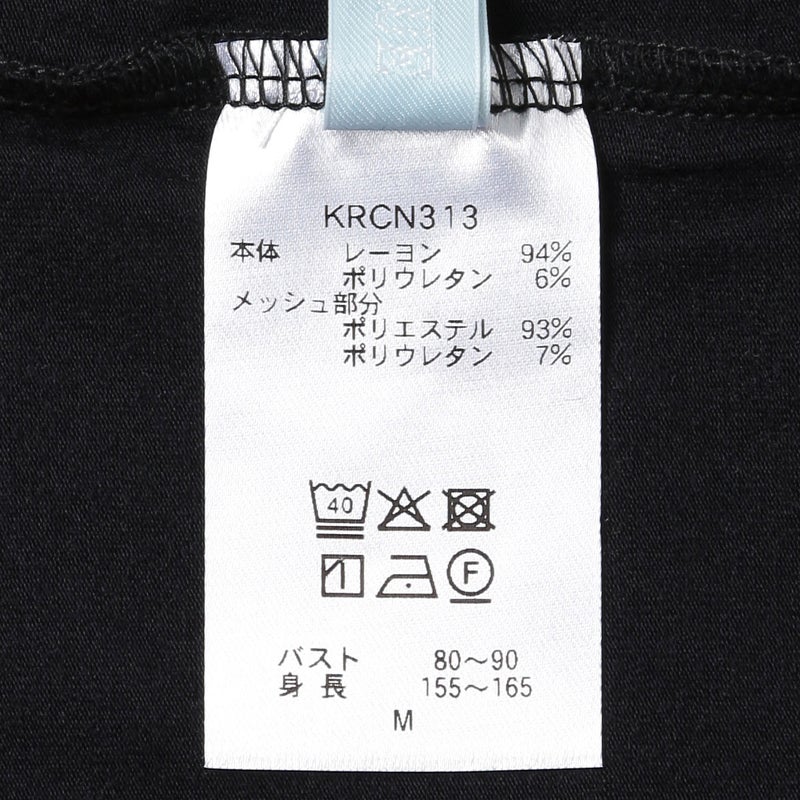 KRCN313
本体 レーヨン 94%
ポリウレタン 6%
メッシュ部分
ポリエステル 93%
ポリウレタン 7%
40
F
バスト 80～90
身長 155～165
M